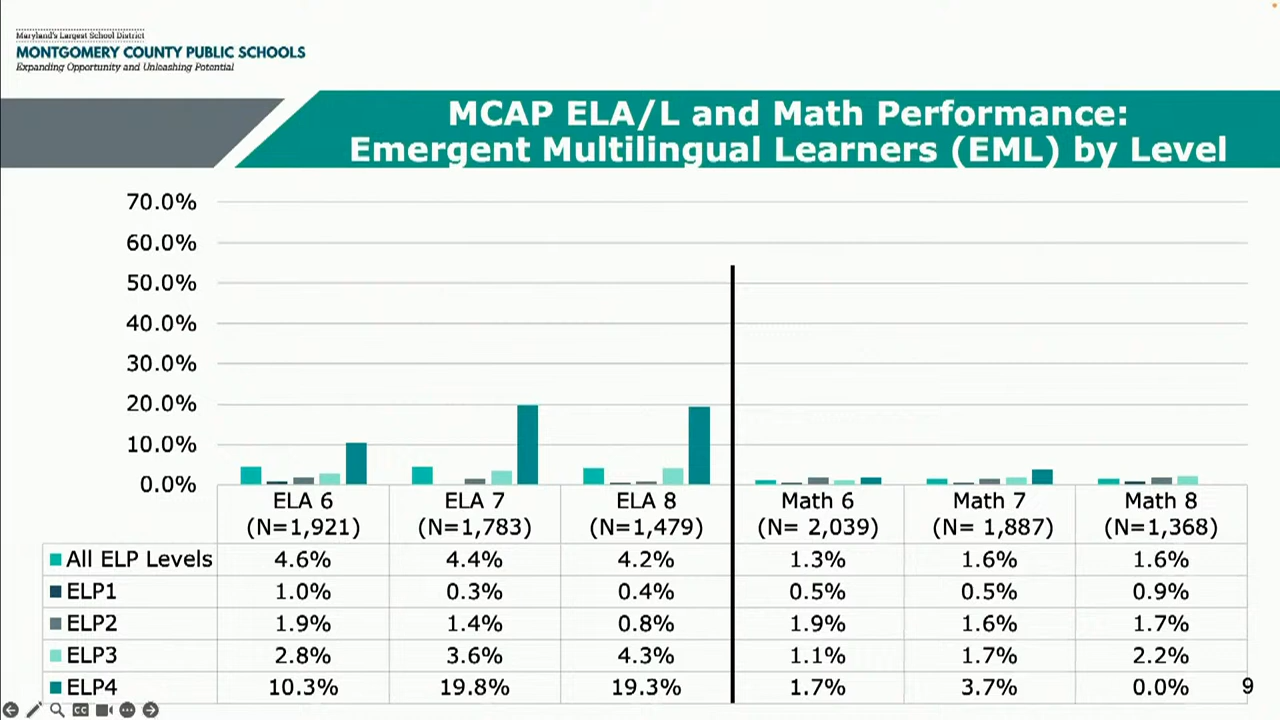 Maryland's Largest School District
MONTGOMERY COUNTY PUBLIC SCHOOLS
Expanding Opportunity and Unleashing Potential
MCAP ELA/L and Math Performance:
Emergent Multilingual Learners (EML) by Level
70.0%
60.0%
50.0%
40.0%
30.0%
20.0%
10.0%
0.0%
ELA 6 ELA 7 ELA 8 Math 6 Math 7 Math 8
(N=1,921) (N=1,783) (N=1,479) (N= 2,039) (N= 1,887) (N=1,368)
All ELP Levels 4.6% 4.4% 4.2% 1.3% 1.6% 1.6%
ELP1 1.0% 0.3% 0.4% 0.5% 0.5% 0.9%
ELP2 1.9% 1.4% 0.8% 1.9% 1.6% 1.7%
ELP3 2.8% 3.6% 4.3% 1.1% 1.7% 2.2%
ELP4 10.3% 19.8% 19.3% 1.7% 3.7% 0.0% 9
CC